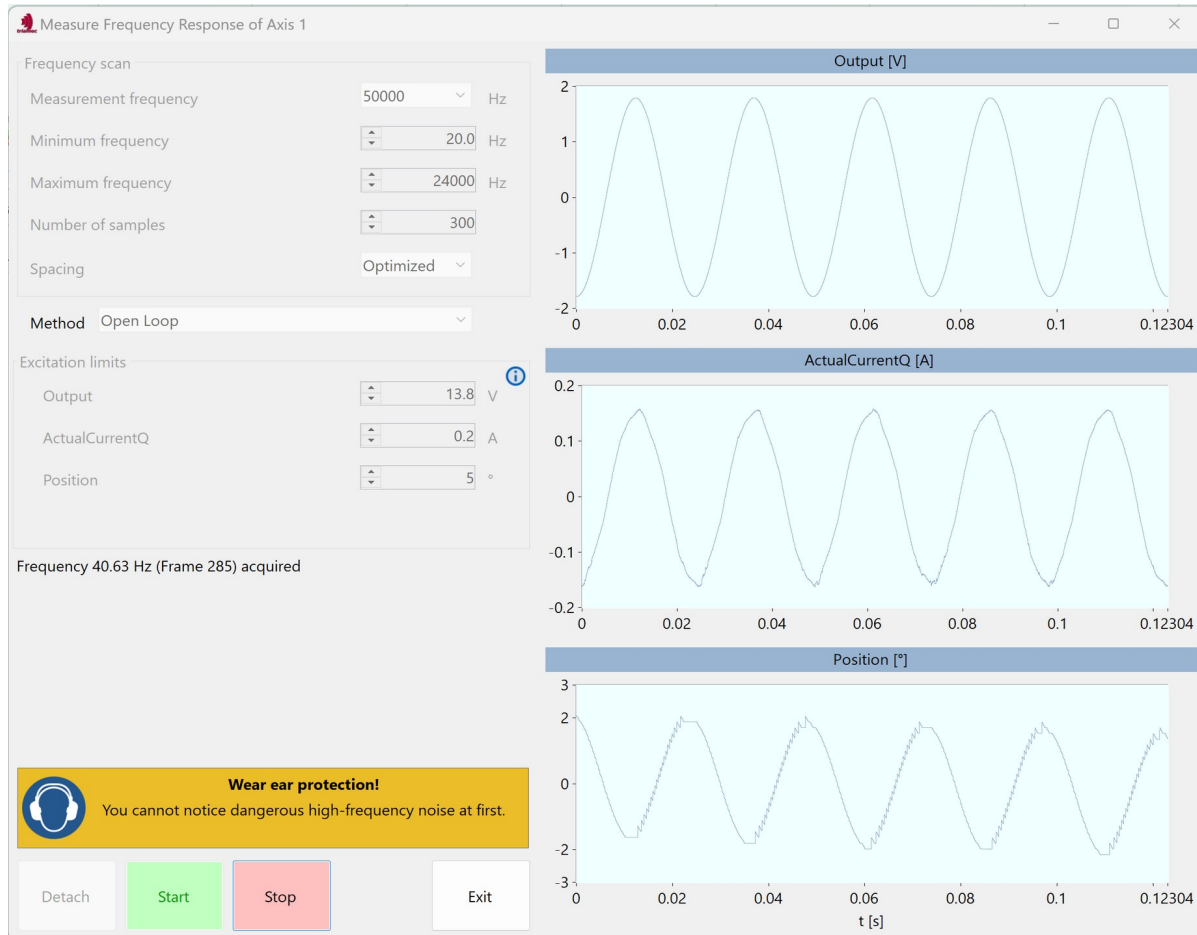 Measure Frequency Response of Axis 1
Frequency scan
Measurement frequency 50000 Hz
Minimum frequency 20.0 Hz
Maximum frequency 24000 Hz
Number of samples 300
Spacing Optimized
Method Open Loop
Excitation limits
Output 13.8 V
ActualCurrentQ 0.2 A
Position 5 °
Frequency 40.63 Hz (Frame 285) acquired
Wear ear protection!
You cannot notice dangerous high-frequency noise at first.
Detach Start Stop Exit
Output [V]
2
1
0
-1
-2
0 0.02 0.04 0.06 0.08 0.1 0.12304
ActualCurrentQ [A]
0.2
0.1
0
-0.1
-0.2
0 0.02 0.04 0.06 0.08 0.1 0.12304
Position [°]
3
2
0
-2
-3
0 0.02 0.04 0.06 0.08 0.1 0.12304
t [s]